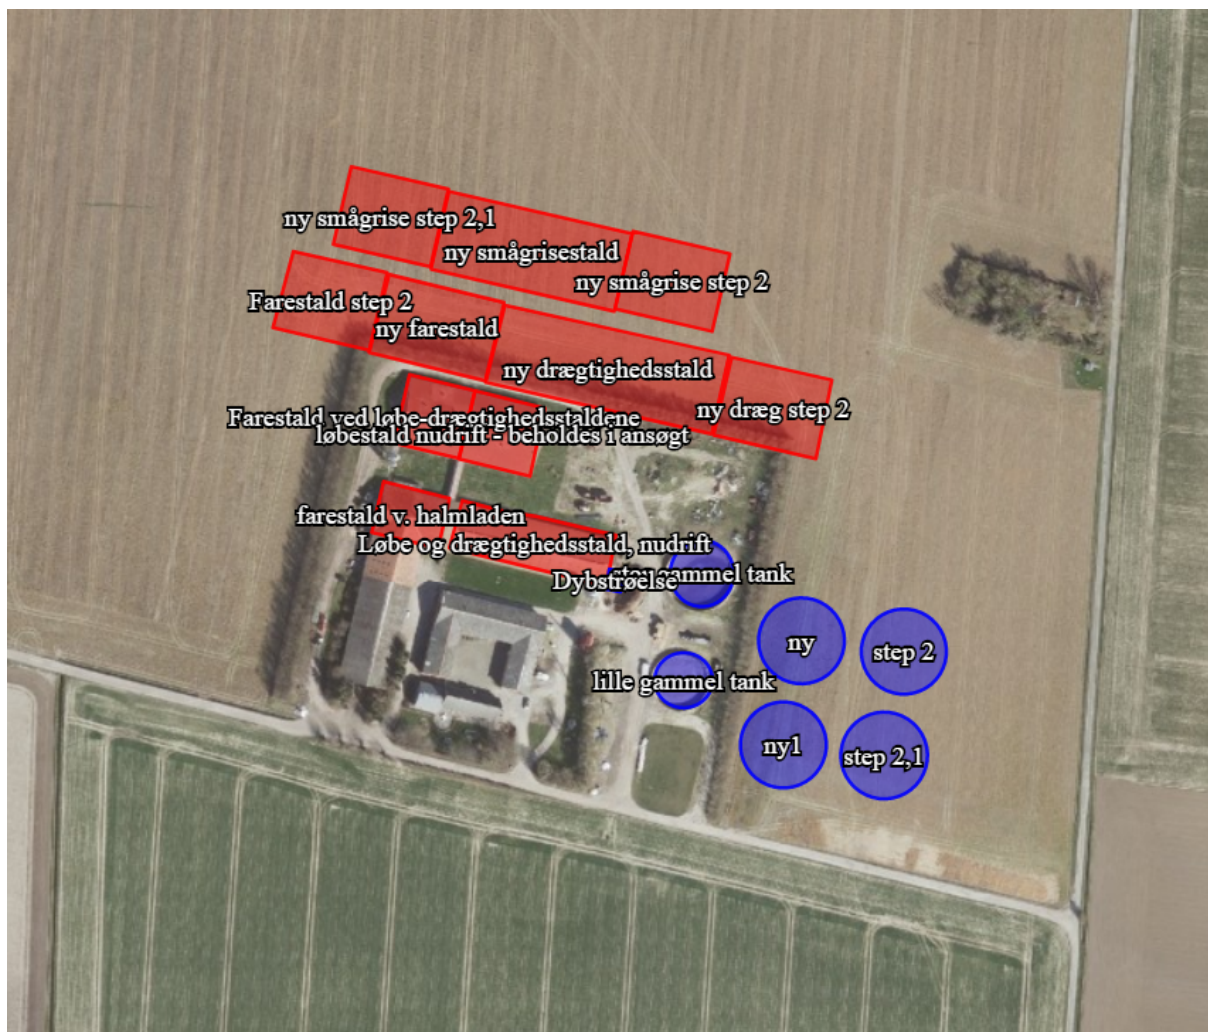 ny smågrise step 2,1
ny smågrisestald
ny smågrise step 2
Farestald step 2
ny farestald
ny drægtighedsstald
ny dræg step 2
Farestald ved løbe-drægtighedsstaldene
løbestald nudrift - beholdes i ansøgt
farestald v. halmladen
Løbe og drægtighedsstald, nudrift
gammel tank
Dybstrøelse
ny
step 2
lille gammel tank
ny1
step 2,1